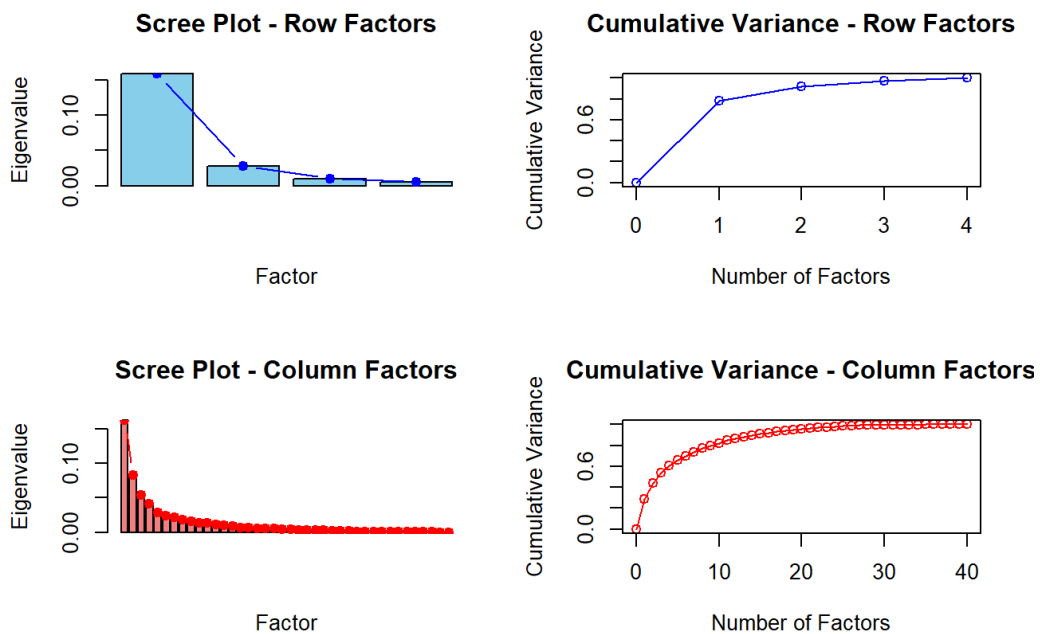 Scree Plot - Row Factors
Eigenvalue
0.10
0.00
Factor
Cumulative Variance - Row Factors
Cumulative Variance
0.6
0.0
0 1 2 3 4
Number of Factors
Scree Plot - Column Factors
Eigenvalue
0.10
0.00
Factor
Cumulative Variance - Column Factors
Cumulative Variance
0.6
0.0
0 10 20 30 40
Number of Factors